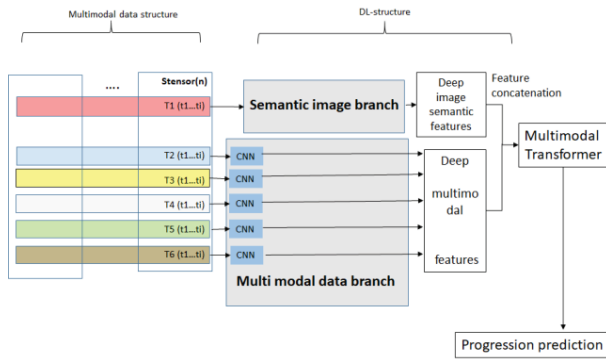 Multimodal data structure
DL-structure
....
Stensor(n)
T1 (t1...ti)
Semantic image branch
Deep
image
semantic
features
Feature
concatenation
Multimodal
Transformer
T2 (t1...ti)
CNN
T3 (t1...ti)
CNN
T4 (t1...ti)
CNN
T5 (t1...ti)
CNN
T6 (t1...ti)
CNN
Deep
multimo
dal
features
Multi modal data branch
Progression prediction